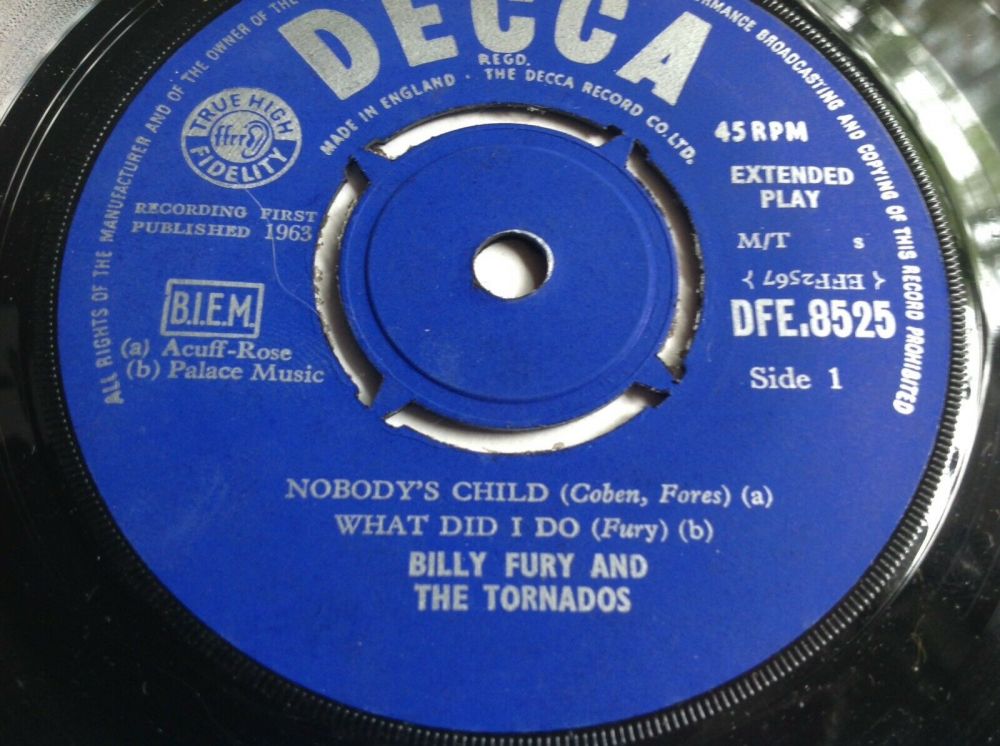 ALL RIGHTS OF THE MANUFACTURER AND OF THE OWNER OF THE
DECCA
REGD.
MADE IN ENGLAND · THE DECCA RECORD CO. LTD.
BROADCASTING AND COPYING OF THIS RECORD PROHIBITED
TRUE HIGH
ffrr
FIDELITY
RECORDING FIRST
PUBLISHED 1963
B.I.E.M.
(a) Acuff-Rose
(b) Palace Music
45 RPM
EXTENDED
PLAY
M/T s
{ EFF2567 }
DFE.8525
Side 1
NOBODY'S CHILD (Coben, Fores) (a)
WHAT DID I DO (Fury) (b)
BILLY FURY AND
THE TORNADOS